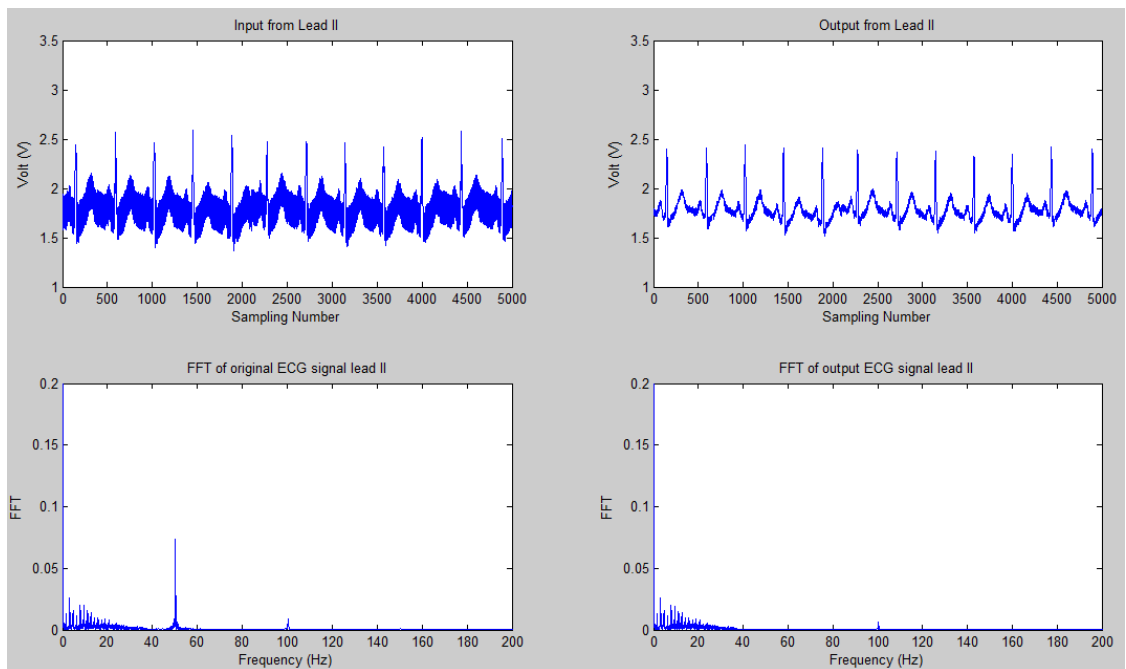 Input from Lead II
Output from Lead II
3.5
3
2.5
2
1.5
1
Volt (V)
0 500 1000 1500 2000 2500 3000 3500 4000 4500 5000
Sampling Number
3.5
3
2.5
2
1.5
1
Volt (V)
0 500 1000 1500 2000 2500 3000 3500 4000 4500 5000
Sampling Number
FFT of original ECG signal lead II
FFT of output ECG signal lead II
0.2
0.15
0.1
0.05
0
FFT
0 20 40 60 80 100 120 140 160 180 200
Frequency (Hz)
0.2
0.15
0.1
0.05
0
FFT
0 20 40 60 80 100 120 140 160 180 200
Frequency (Hz)